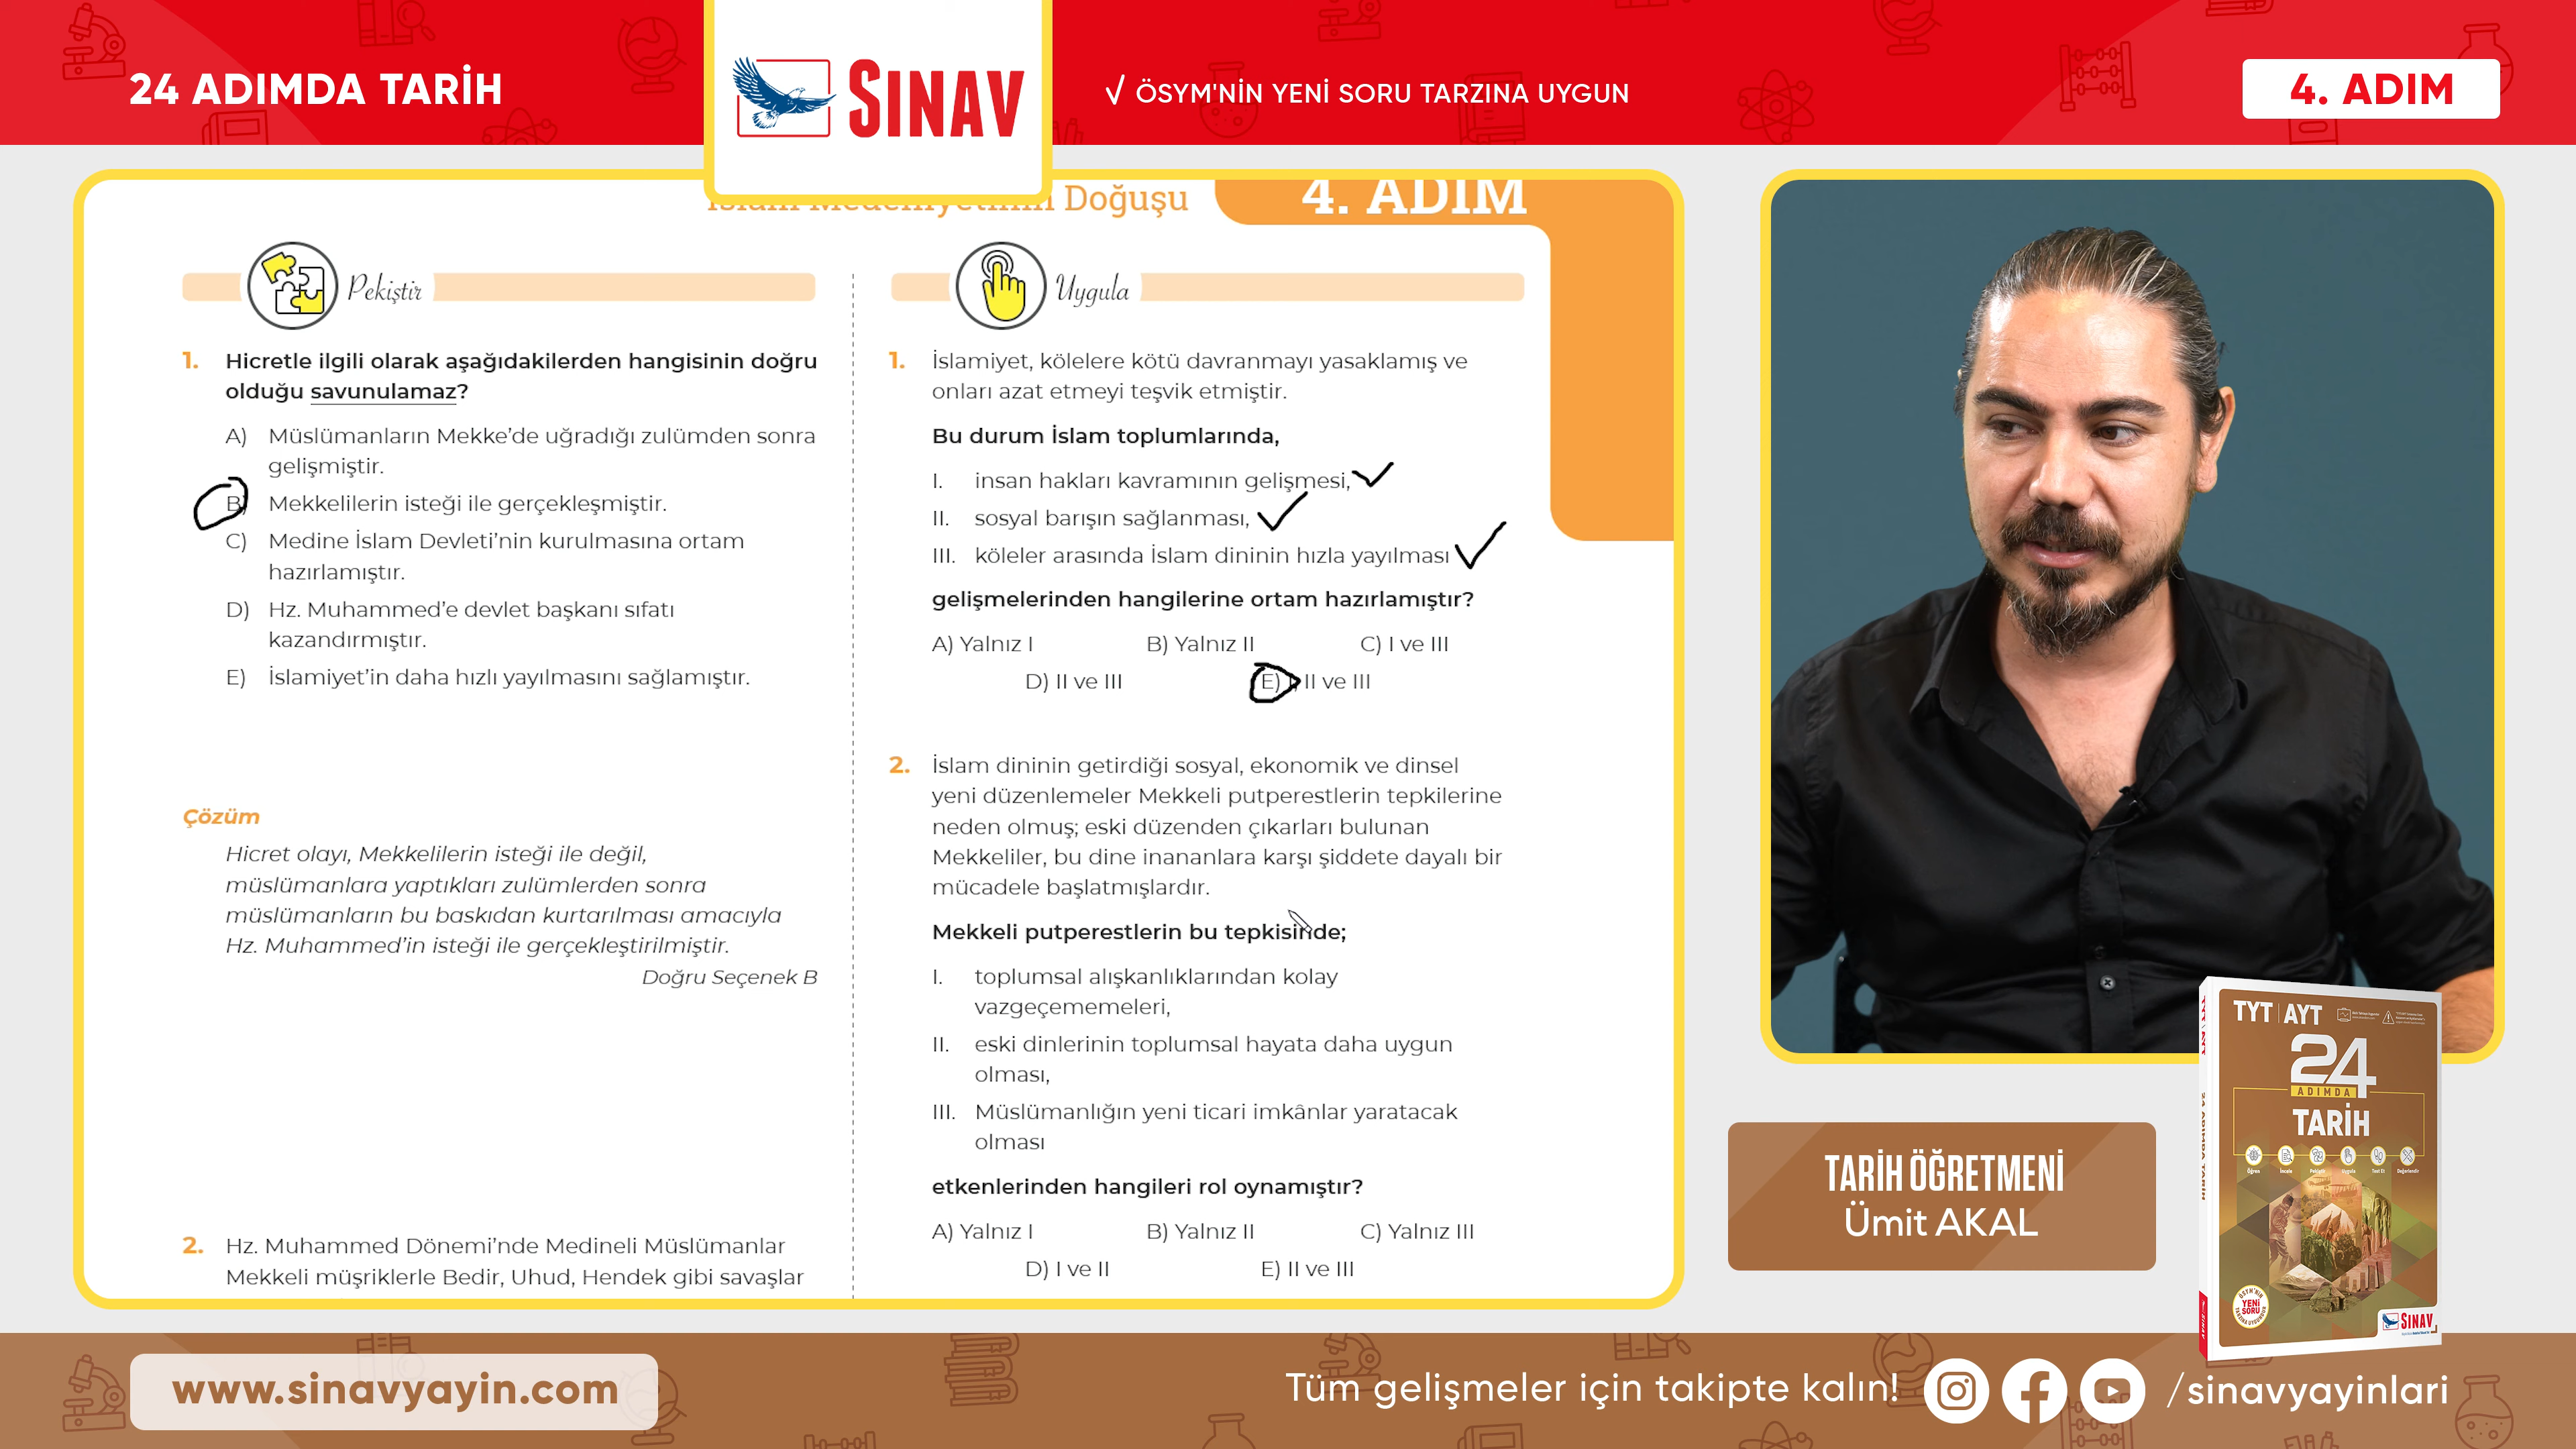 24 ADIMDA TARİH
SINAV
√ ÖSYM'NİN YENİ SORU TARZINA UYGUN
4. ADIM
Doğuşu
4. ADIM
Pekiştir
1. Hicretle ilgili olarak aşağıdakilerden hangisinin doğru
olduğu savunulamaz?
A) Müslümanların Mekke’de uğradığı zulümden sonra
gelişmiştir.
B) Mekkelilerin isteği ile gerçekleşmiştir.
C) Medine İslam Devleti’nin kurulmasına ortam
hazırlamıştır.
D) Hz. Muhammed’e devlet başkanı sıfatı
kazandırmıştır.
E) İslamiyet’in daha hızlı yayılmasını sağlamıştır.
Çözüm
Hicret olayı, Mekkelilerin isteği ile değil,
müslümanlara yaptıkları zulümlerden sonra
müslümanların bu baskıdan kurtarılması amacıyla
Hz. Muhammed’in isteği ile gerçekleştirilmiştir.
Doğru Seçenek B
2. Hz. Muhammed Dönemi’nde Medineli Müslümanlar
Mekkeli müşriklerle Bedir, Uhud, Hendek gibi savaşlar
Uygula
1. İslamiyet, kölelere kötü davranmayı yasaklamış ve
onları azat etmeyi teşvik etmiştir.
Bu durum İslam toplumlarında,
I. insan hakları kavramının gelişmesi,
II. sosyal barışın sağlanması,
III. köleler arasında İslam dininin hızla yayılması
gelişmelerinden hangilerine ortam hazırlamıştır?
A) Yalnız I B) Yalnız II C) I ve III
D) II ve III E) I, II ve III
2. İslam dininin getirdiği sosyal, ekonomik ve dinsel
yeni düzenlemeler Mekkeli putperestlerin tepkilerine
neden olmuş; eski düzenden çıkarları bulunan
Mekkeliler, bu dine inananlara karşı şiddete dayalı bir
mücadele başlatmışlardır.
Mekkeli putperestlerin bu tepkisinde;
I. toplumsal alışkanlıklarından kolay
vazgeçememeleri,
II. eski dinlerinin toplumsal hayata daha uygun
olması,
III. Müslümanlığın yeni ticari imkânlar yaratacak
olması
etkenlerinden hangileri rol oynamıştır?
A) Yalnız I B) Yalnız II C) Yalnız III
D) I ve II E) II ve III
TARİH ÖĞRETMENİ
Ümit AKAL
TYT | AYT
24
ADIMDA
TARİH
YENİ
SORU
SINAV
www.sinavyayin.com
Tüm gelişmeler için takipte kalın!
/sinavyayinlari